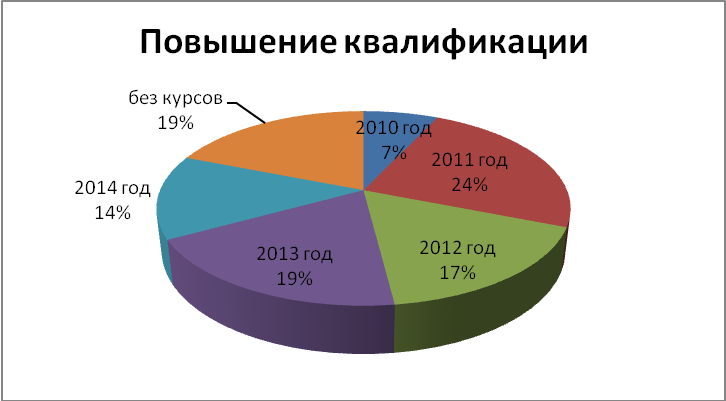 Повышение квалификации
без курсов
19%
2010 год
7%
2011 год
24%
2012 год
17%
2013 год
19%
2014 год
14%